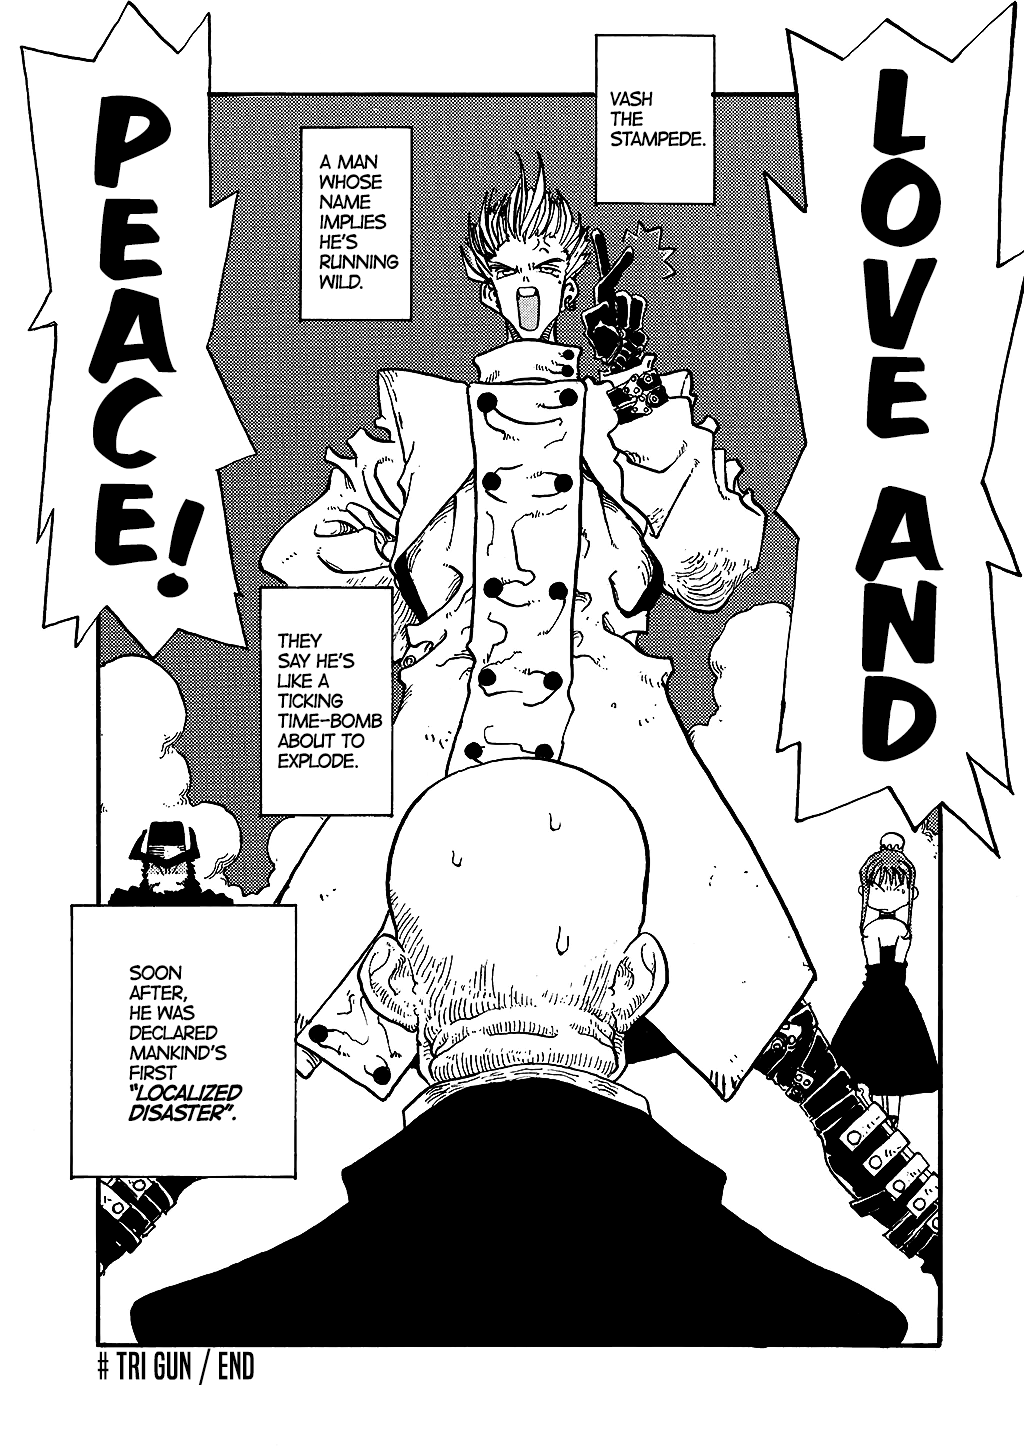 LOVE AND
PEACE!
VASH
THE
STAMPEDE.
A MAN
WHOSE
NAME
IMPLIES
HE'S
RUNNING
WILD.
THEY
SAY HE'S
LIKE A
TICKING
TIME-BOMB
ABOUT TO
EXPLODE.
SOON
AFTER,
HE WAS
DECLARED
MANKIND'S
FIRST
"LOCALIZED
DISASTER".
# TRI GUN / END